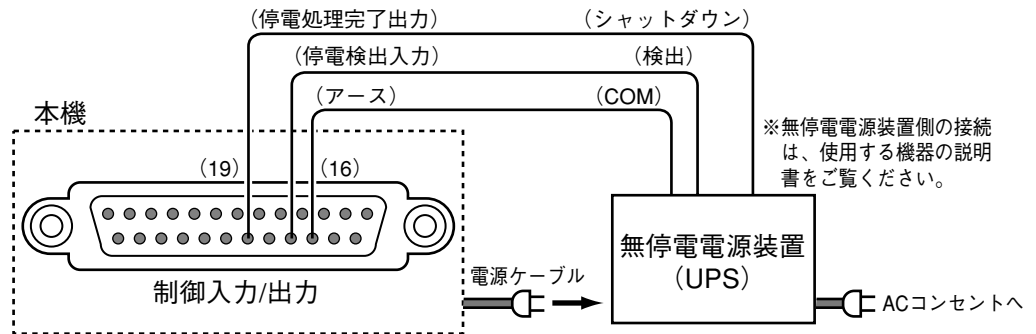 （停電処理完了出力）
（シャットダウン）
（停電検出入力）
（検出）
（アース）
（COM）
本機
※無停電電源装置側の接続
は、使用する機器の説明
書をご覧ください。
（19）
（16）
制御入力/出力
電源ケーブル
無停電電源装置
（UPS）
ACコンセントへ